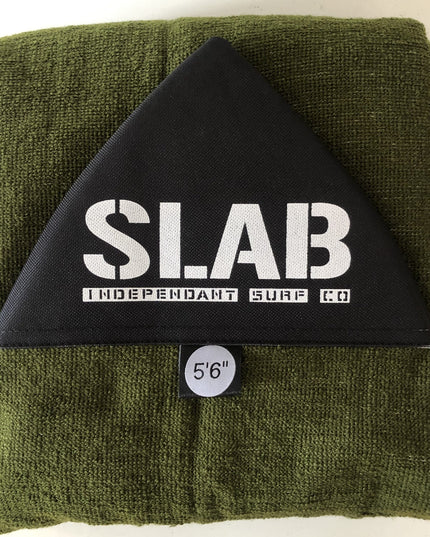 SLAB
INDEPENDANT SURF CO
5'6"